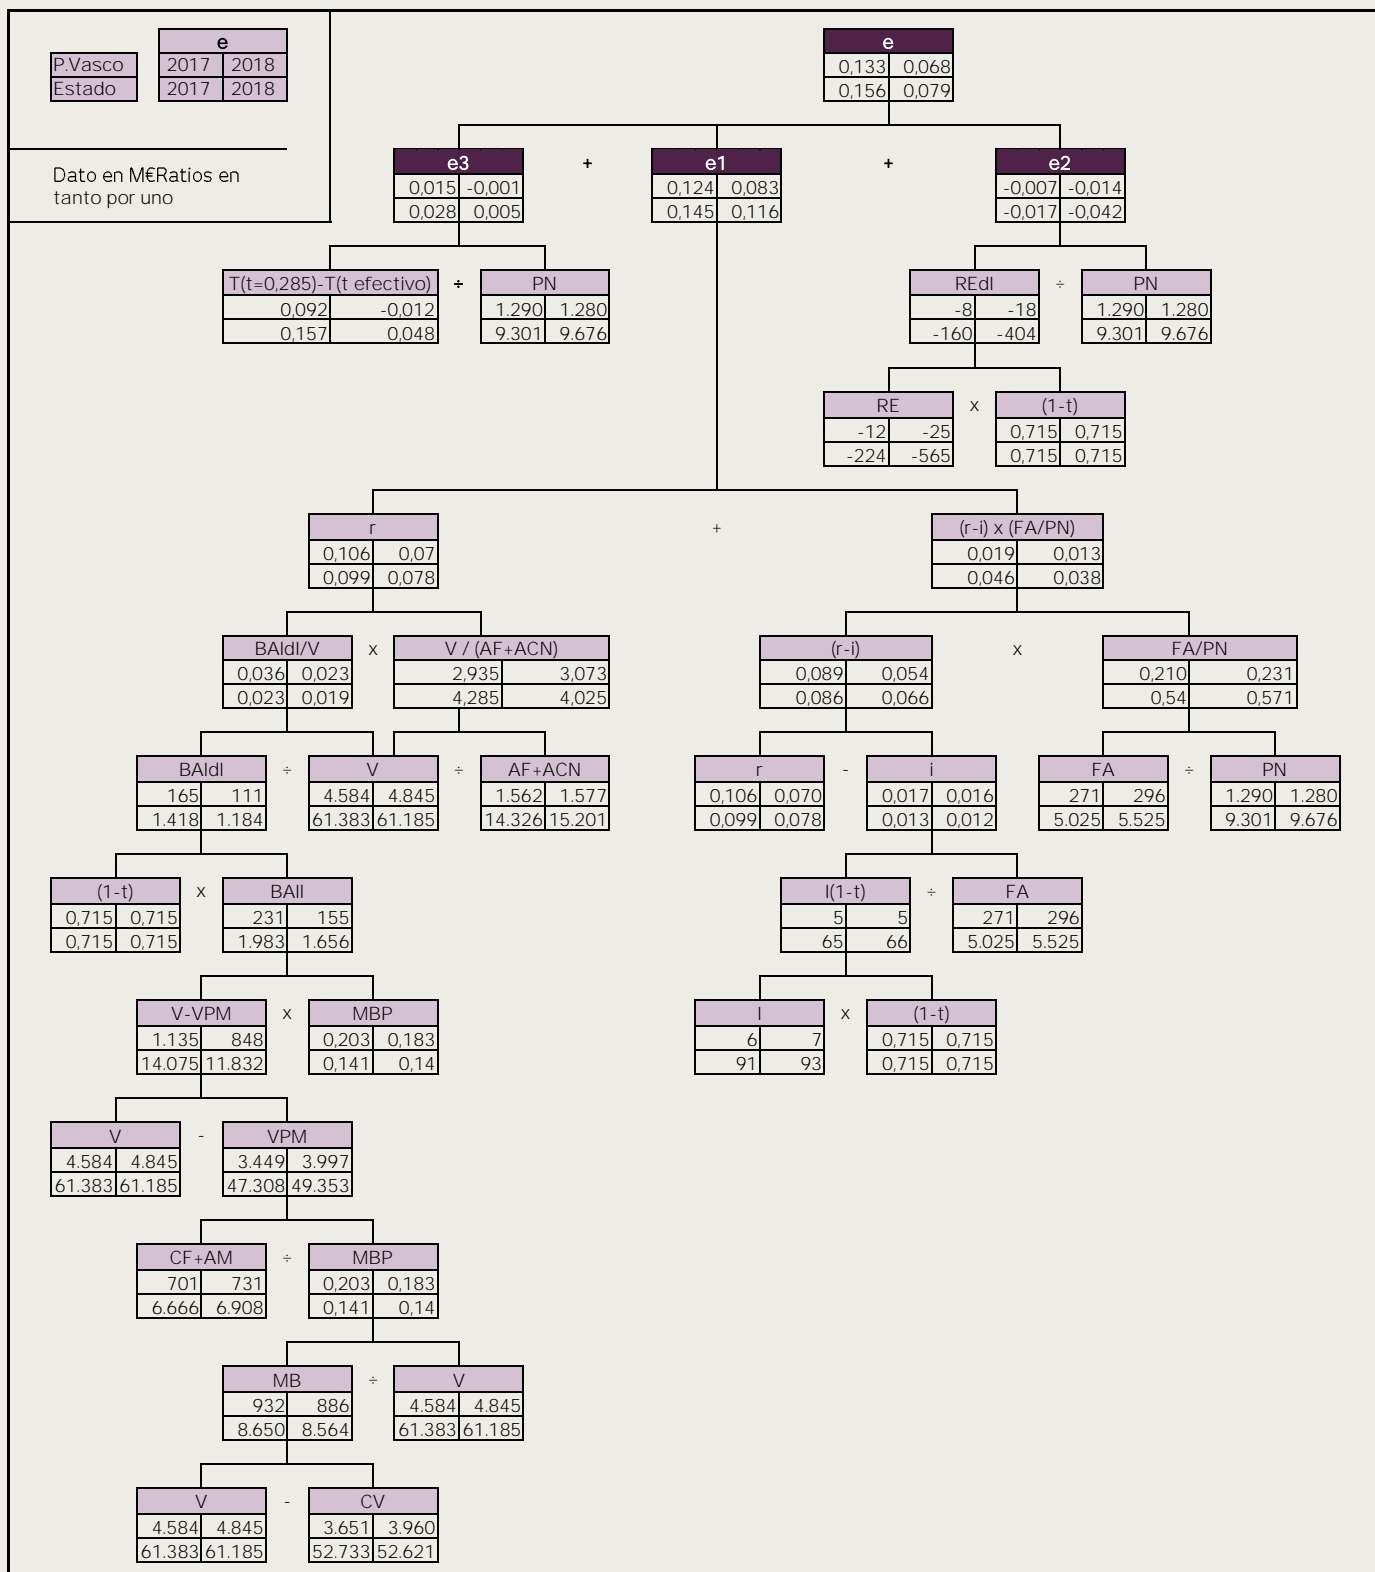 e
P.Vasco 2017 2018
Estado 2017 2018
Dato en M€Ratios en
tanto por uno
e
0,133 0,068
0,156 0,079
e3 + e1 + e2
0,015 -0,001 0,124 0,083 -0,007 -0,014
0,028 0,005 0,145 0,116 -0,017 -0,042
T(t=0,285)-T(t efectivo) ÷ PN REdI ÷ PN
0,092 -0,012 1.290 1.280 -8 -18 1.290 1.280
0,157 0,048 9.301 9.676 -160 -404 9.301 9.676
RE x (1-t)
-12 -25 0,715 0,715
-224 -565 0,715 0,715
r + (r-i) x (FA/PN)
0,106 0,07 0,019 0,013
0,099 0,078 0,046 0,038
BAIdI/V x V / (AF+ACN) (r-i) x FA/PN
0,036 0,023 2,935 3,073 0,089 0,054 0,210 0,231
0,023 0,019 4,285 4,025 0,086 0,066 0,54 0,571
BAIdI ÷ V ÷ AF+ACN r - i FA ÷ PN
165 111 4.584 4.845 1.562 1.577 0,106 0,070 0,017 0,016 271 296 1.290 1.280
1.418 1.184 61.383 61.185 14.326 15.201 0,099 0,078 0,013 0,012 5.025 5.525 9.301 9.676
(1-t) x BAII I(1-t) ÷ FA
0,715 0,715 231 155 5 5 271 296
0,715 0,715 1.983 1.656 65 66 5.025 5.525
V-VPM x MBP I x (1-t)
1.135 848 0,203 0,183 6 7 0,715 0,715
14.075 11.832 0,141 0,14 91 93 0,715 0,715
V - VPM
4.584 4.845 3.449 3.997
61.383 61.185 47.308 49.353
CF+AM ÷ MBP
701 731 0,203 0,183
6.666 6.908 0,141 0,14
MB ÷ V
932 886 4.584 4.845
8.650 8.564 61.383 61.185
V - CV
4.584 4.845 3.651 3.960
61.383 61.185 52.733 52.621